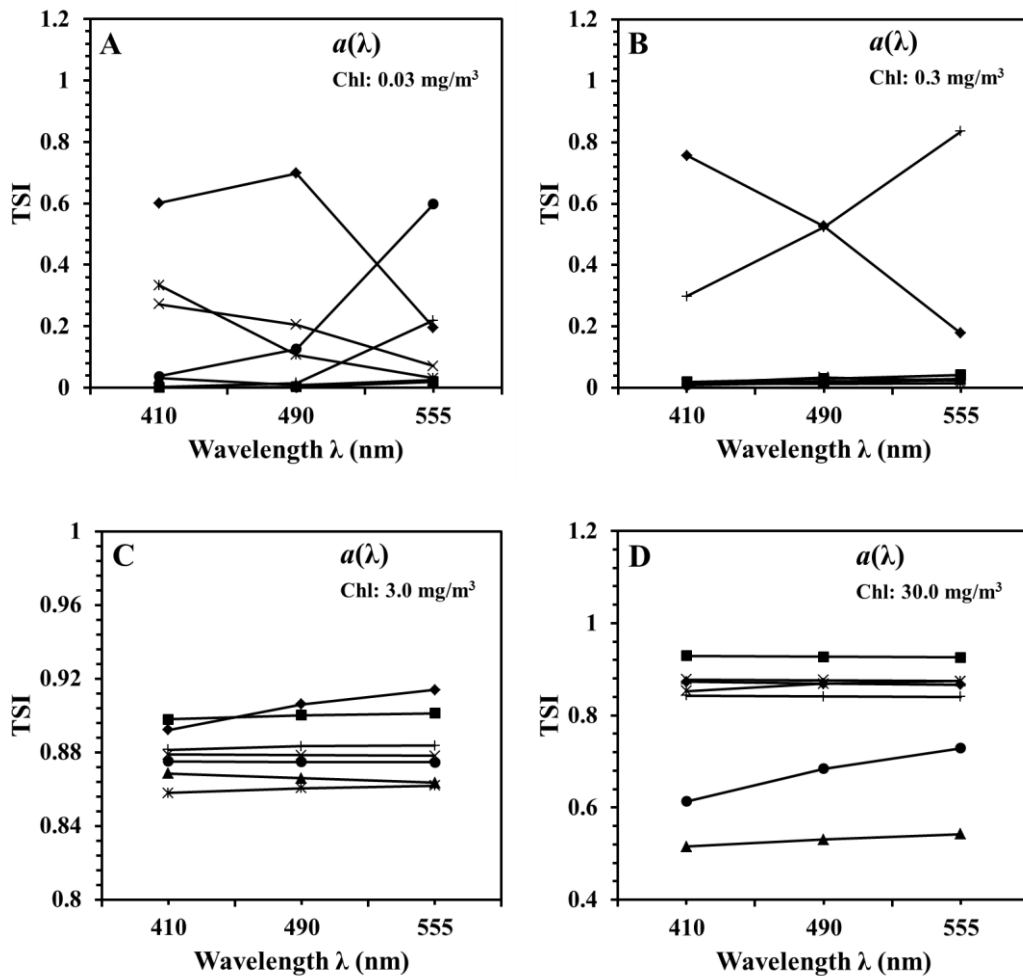 A
a(λ)
Chl: 0.03 mg/m³
1.2
1
0.8
0.6
0.4
0.2
0
TSI
410 490 555
Wavelength λ (nm)
B
a(λ)
Chl: 0.3 mg/m³
1.2
1
0.8
0.6
0.4
0.2
0
TSI
410 490 555
Wavelength λ (nm)
C
a(λ)
Chl: 3.0 mg/m³
1
0.96
0.92
0.88
0.84
0.8
TSI
410 490 555
Wavelength λ (nm)
D
a(λ)
Chl: 30.0 mg/m³
1.2
1
0.8
0.6
0.4
TSI
410 490 555
Wavelength λ (nm)